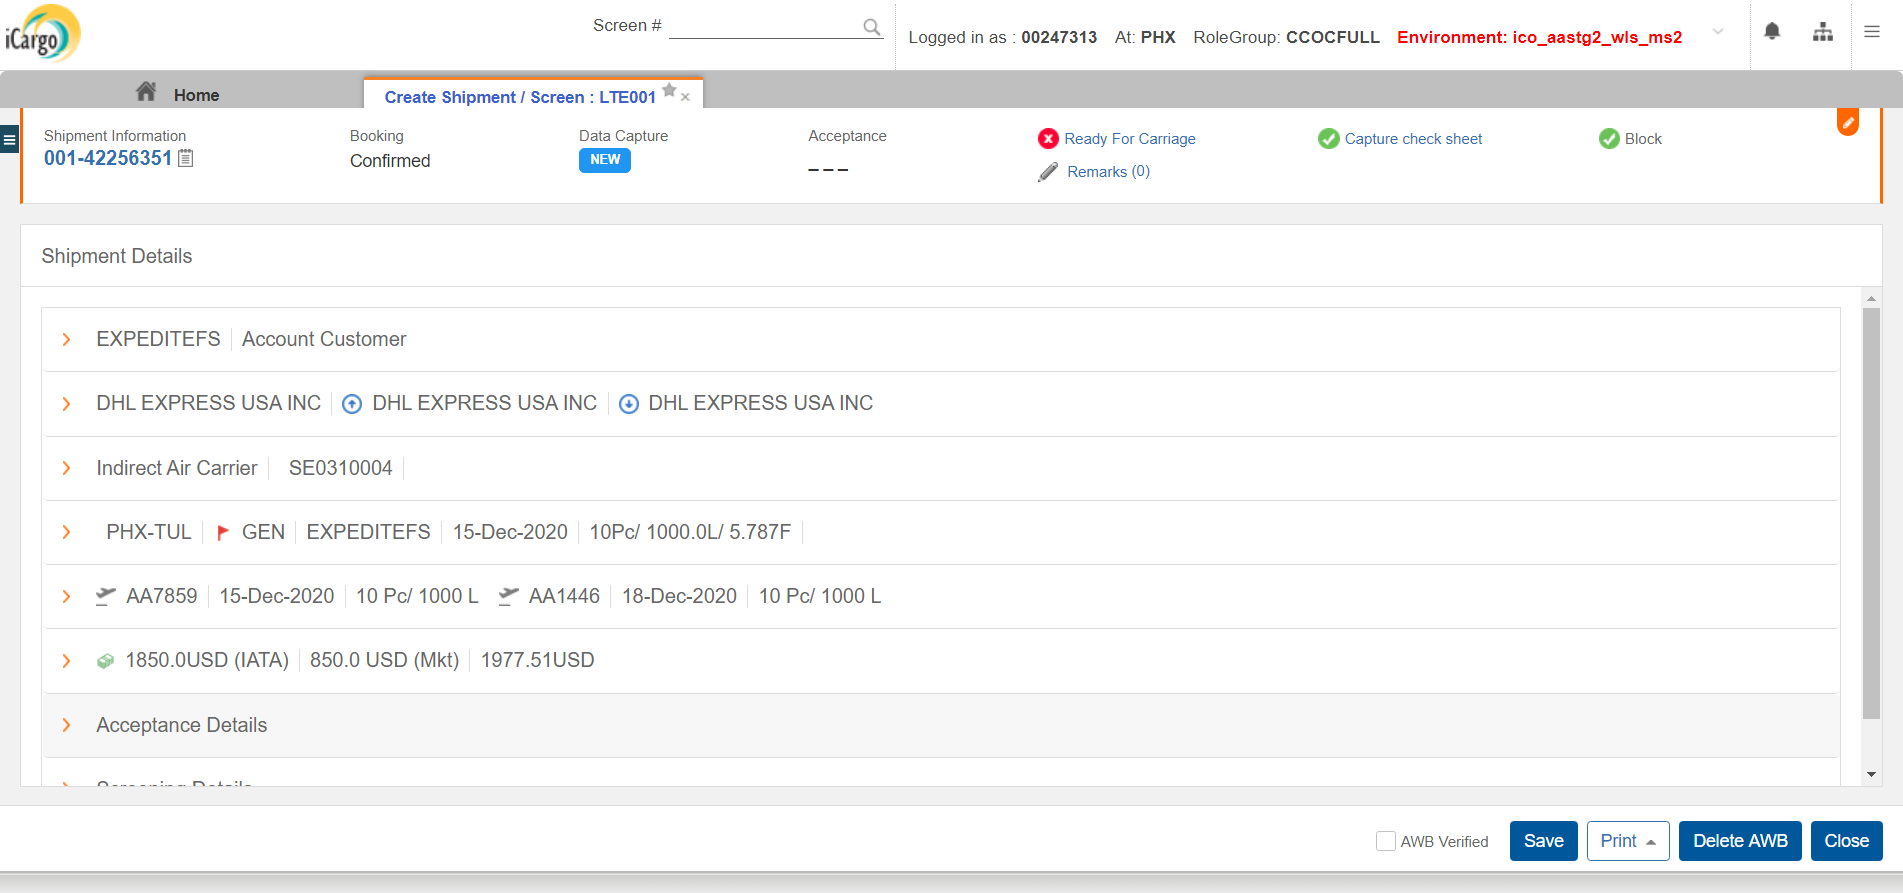 iCargo
Screen #
Logged in as : 00247313 At: PHX RoleGroup: CCOCFULL Environment: ico_aastg2_wls_ms2
Home
Create Shipment / Screen : LTE001
Shipment Information Booking Data Capture Acceptance Ready For Carriage Capture check sheet Block
001-42256351 Confirmed NEW ---
Remarks (0)
Shipment Details
EXPEDITEFS Account Customer
DHL EXPRESS USA INC DHL EXPRESS USA INC DHL EXPRESS USA INC
Indirect Air Carrier SE0310004
PHX-TUL GEN EXPEDITEFS 15-Dec-2020 10Pc/ 1000.0L/ 5.787F
AA7859 15-Dec-2020 10 Pc/ 1000 L AA1446 18-Dec-2020 10 Pc/ 1000 L
1850.0USD (IATA) 850.0 USD (Mkt) 1977.51USD
Acceptance Details
Screening Details
AWB Verified Save Print Delete AWB Close